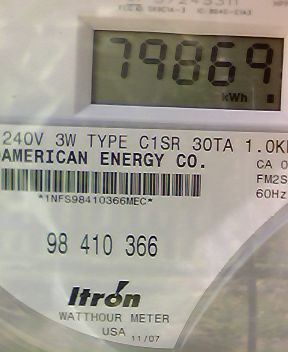 79869
kWh
240V 3W TYPE C1SR 30TA 1.0K
AMERICAN ENERGY CO.
CA 0
FM2S
60Hz
*1NFS98410366MEC*
98 410 366
Itrón
WATTHOUR METER
USA 11/07